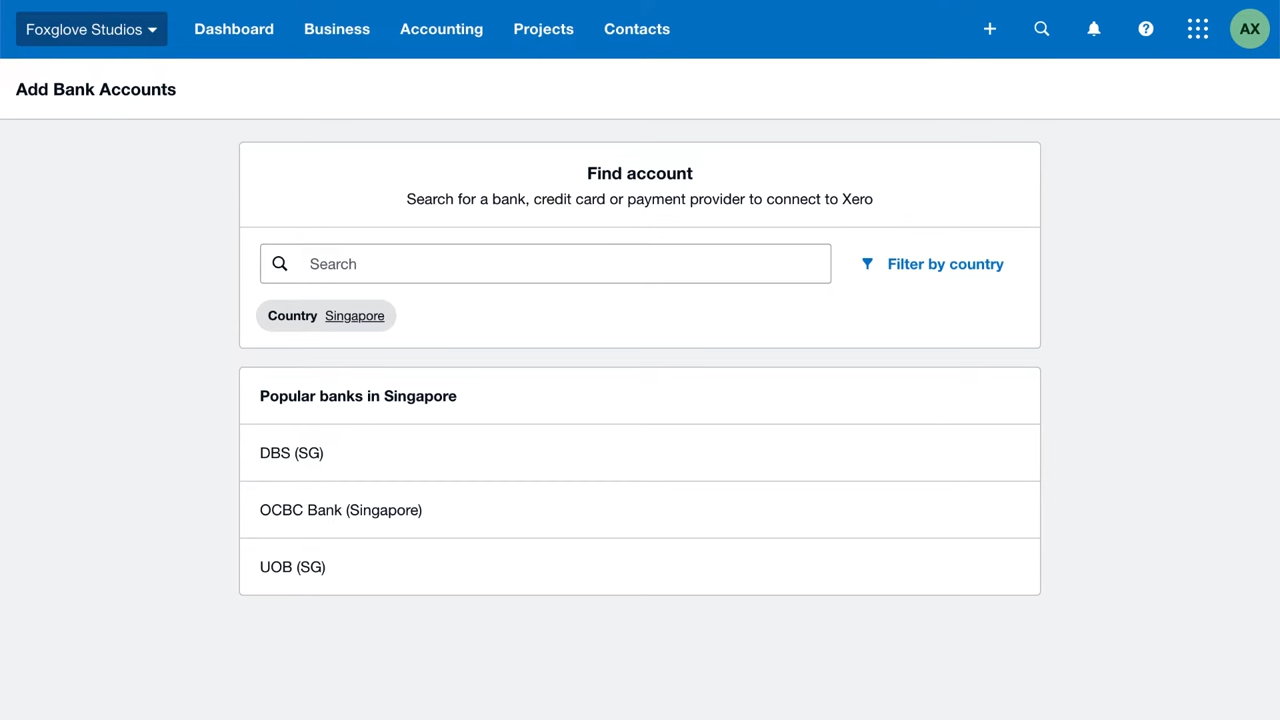 Foxglove Studios Dashboard Business Accounting Projects Contacts AX
Add Bank Accounts
Find account
Search for a bank, credit card or payment provider to connect to Xero
Search Filter by country
Country Singapore
Popular banks in Singapore
DBS (SG)
OCBC Bank (Singapore)
UOB (SG)